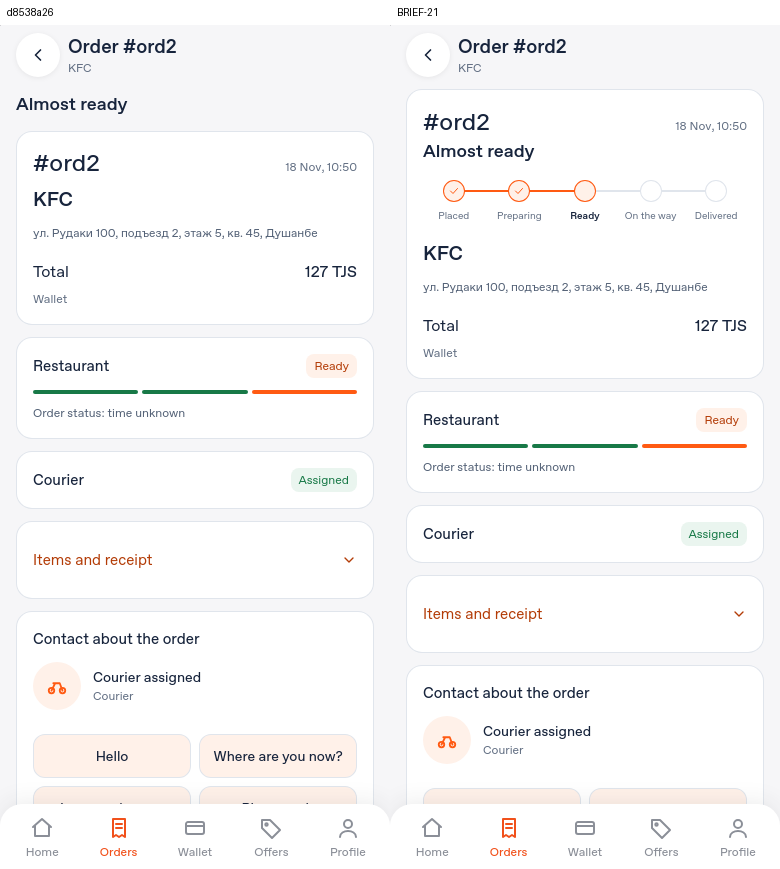 d8538a26
Order #ord2
KFC
Almost ready
#ord2
18 Nov, 10:50
KFC
ул. Рудаки 100, подъезд 2, этаж 5, кв. 45, Душанбе
Total
127 TJS
Wallet
Restaurant
Ready
Order status: time unknown
Courier
Assigned
Items and receipt
Contact about the order
Courier assigned
Courier
Hello
Where are you now?
Home
Orders
Wallet
Offers
Profile
BRIEF-21
Order #ord2
KFC
#ord2
18 Nov, 10:50
Almost ready
Placed
Preparing
Ready
On the way
Delivered
KFC
ул. Рудаки 100, подъезд 2, этаж 5, кв. 45, Душанбе
Total
127 TJS
Wallet
Restaurant
Ready
Order status: time unknown
Courier
Assigned
Items and receipt
Contact about the order
Courier assigned
Courier
Home
Orders
Wallet
Offers
Profile